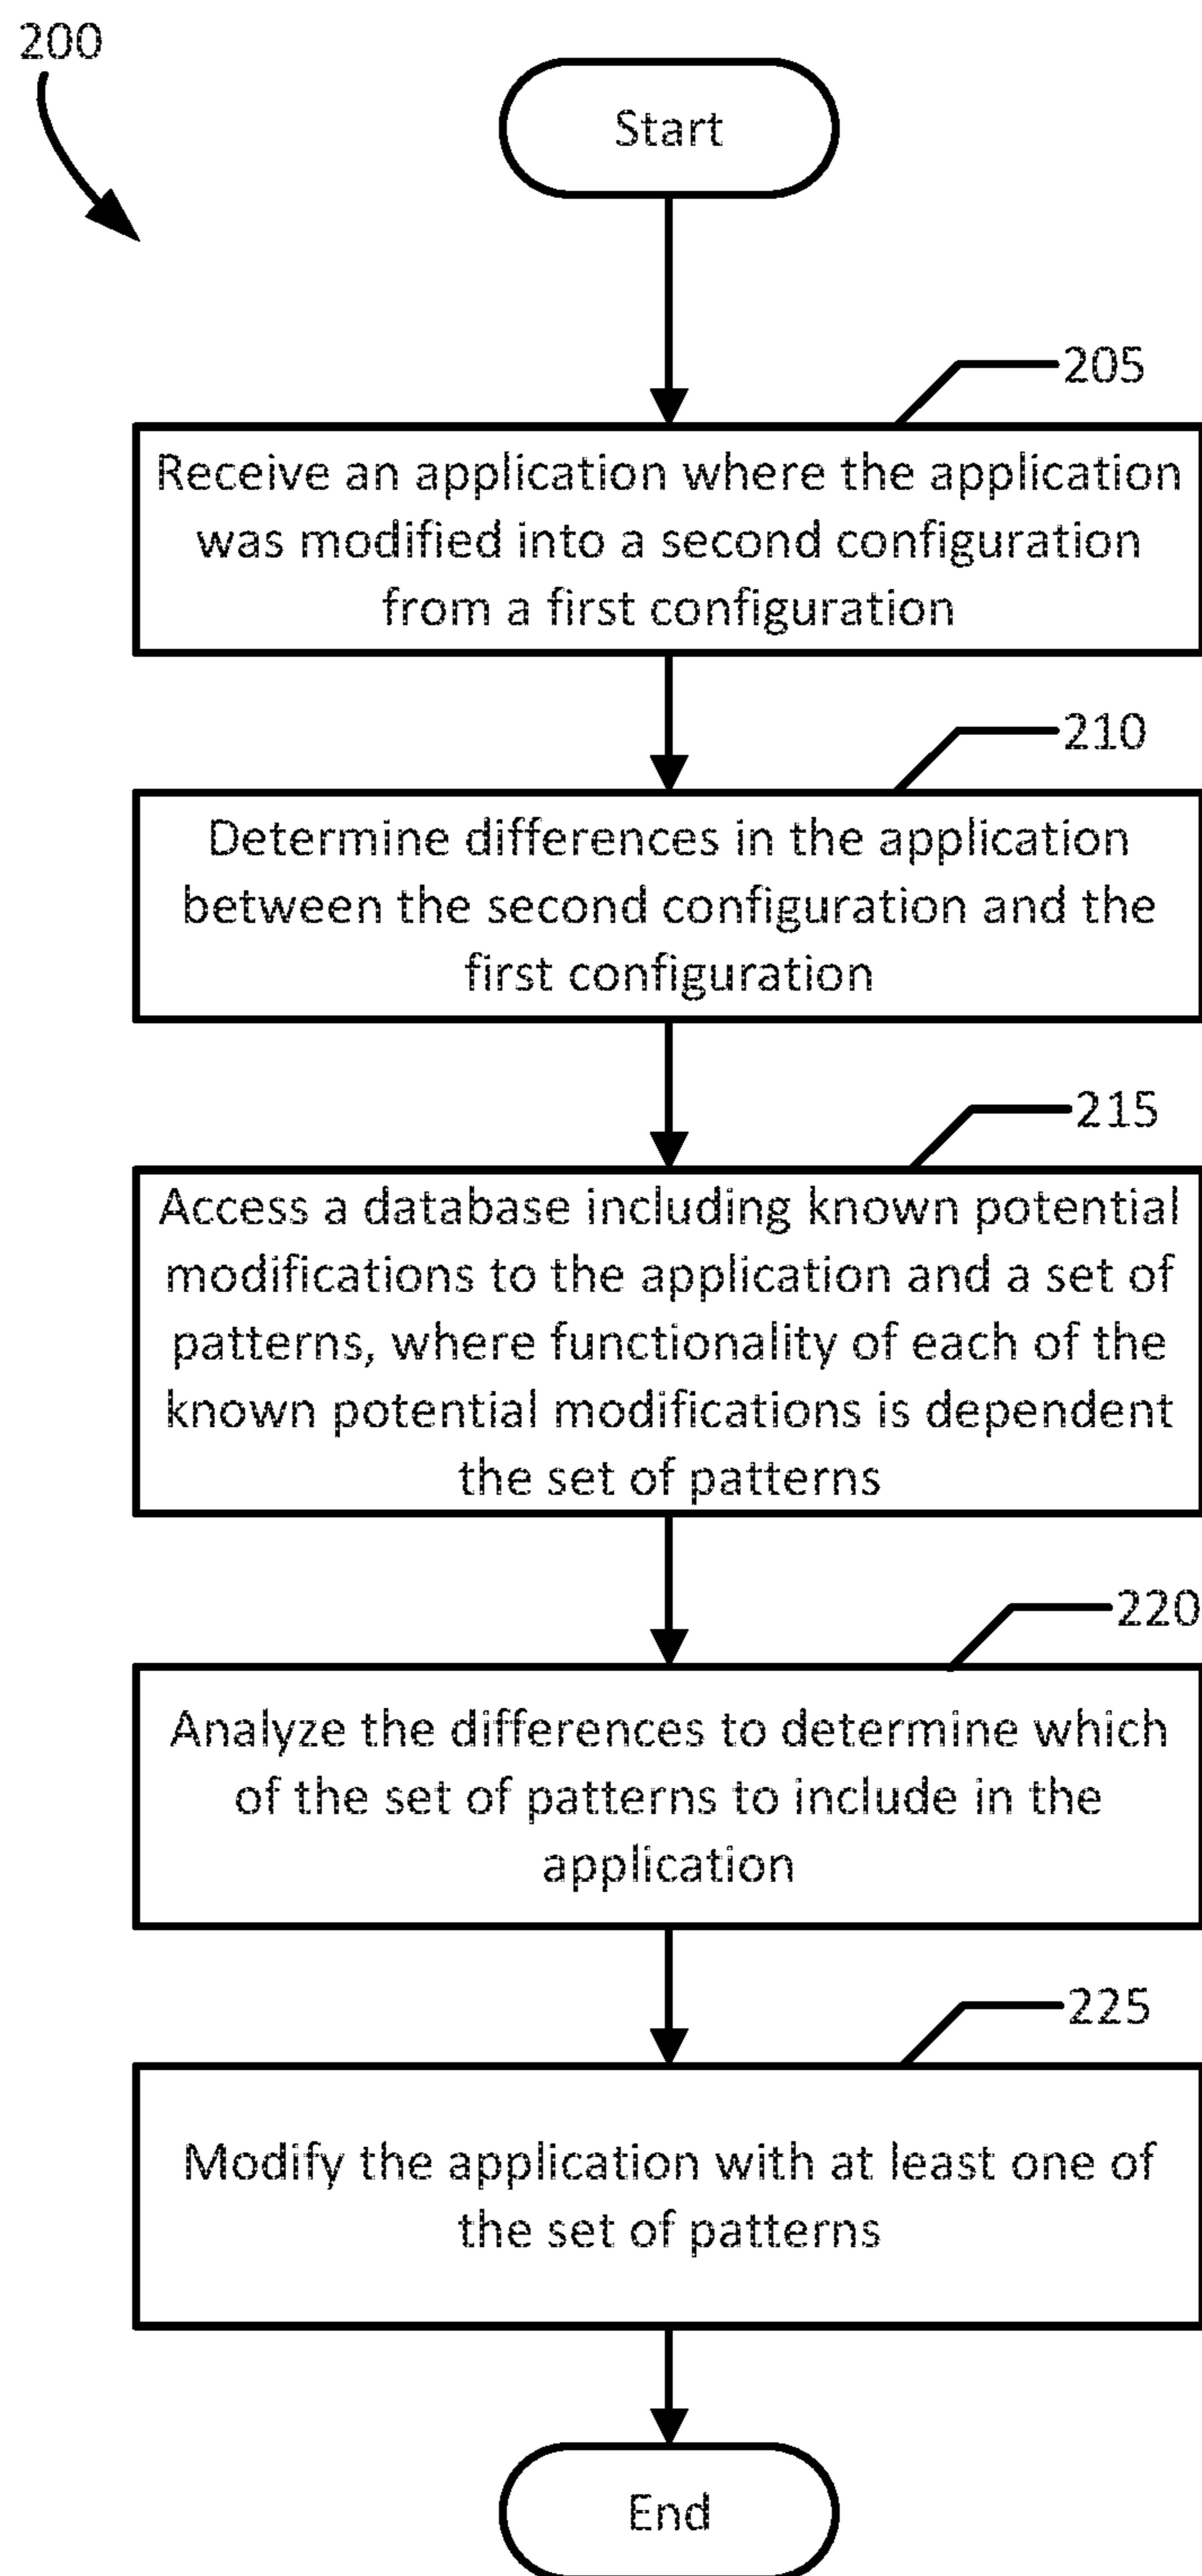 200
Start
205
Receive an application where the application
was modified into a second configuration
from a first configuration
210
Determine differences in the application
between the second configuration and the
first configuration
215
Access a database including known potential
modifications to the application and a set of
patterns, where functionality of each of the
known potential modifications is dependent
the set of patterns
220
Analyze the differences to determine which
of the set of patterns to include in the
application
225
Modify the application with at least one of
the set of patterns
End